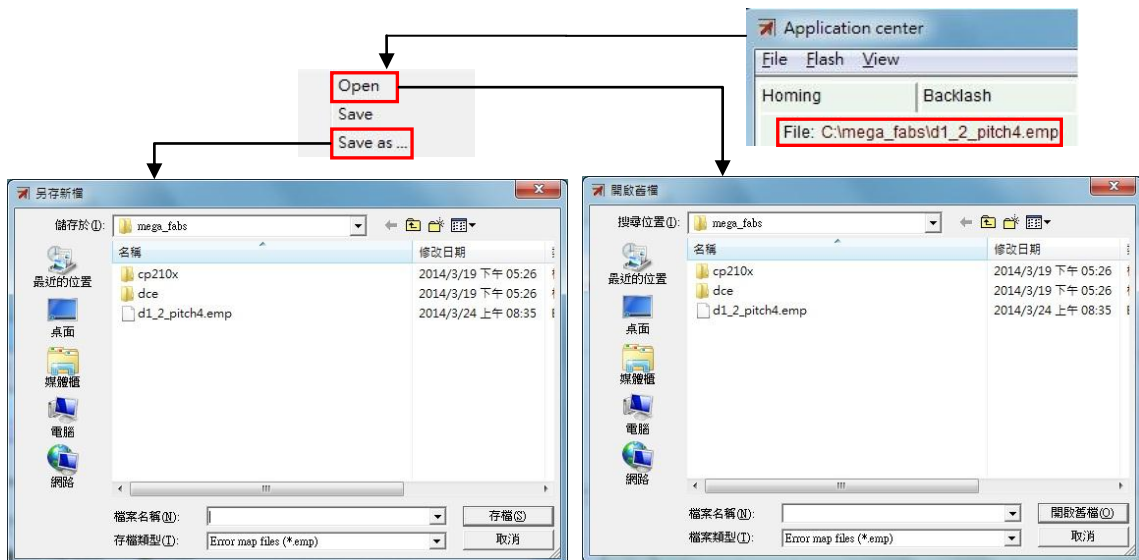 Application center
File Flash View
Homing Backlash
File: C:\mega_fabs\d1_2_pitch4.emp
Open
Save
Save as ...
另存新檔
儲存於(I): mega_fabs
名稱 修改日期
cp210x 2014/3/19 下午 05:26
dce 2014/3/19 下午 05:26
d1_2_pitch4.emp 2014/3/24 上午 08:35
最近的位置
桌面
媒體櫃
電腦
網路
檔案名稱(N):
存檔(S)
存檔類型(T): Error map files (*.emp)
取消
開啟舊檔
搜尋位置(I): mega_fabs
名稱 修改日期
cp210x 2014/3/19 下午 05:26
dce 2014/3/19 下午 05:26
d1_2_pitch4.emp 2014/3/24 上午 08:35
最近的位置
桌面
媒體櫃
電腦
網路
檔案名稱(N):
開啟舊檔(O)
檔案類型(T): Error map files (*.emp)
取消